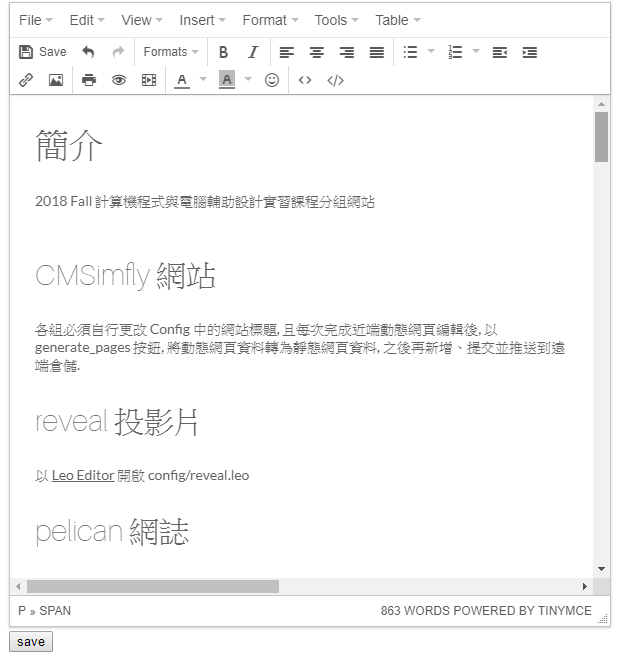 File Edit View Insert Format Tools Table
Save Formats B I
A A
簡介
2018 Fall 計算機程式與電腦輔助設計實習課程分組網站
CMSimfly 網站
各組必須自行更改 Config 中的網站標題, 且每次完成近端動態網頁編輯後, 以
generate_pages 按鈕, 將動態網頁資料轉為靜態網頁資料, 之後再新增、提交並推送到遠
端倉儲.
reveal 投影片
以 Leo Editor 開啟 config/reveal.leo
pelican 網誌
P » SPAN 863 WORDS POWERED BY TINYMCE
save